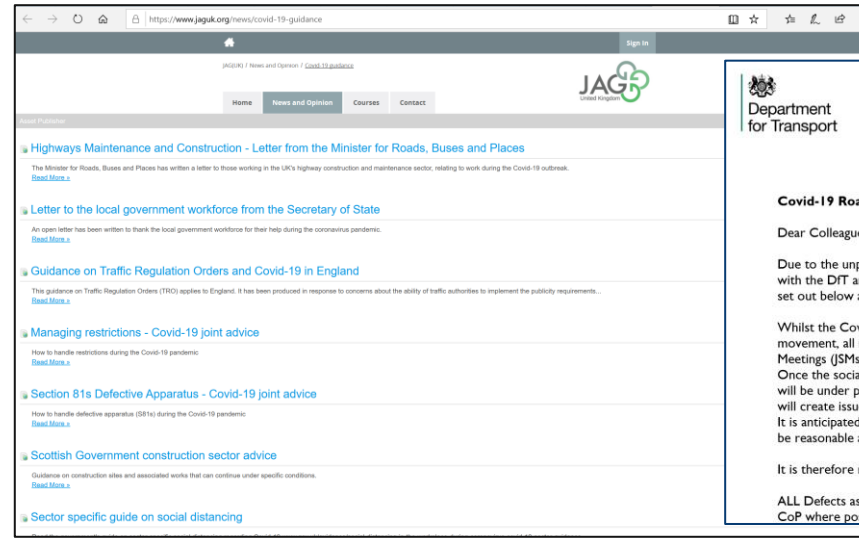 https://www.jaguk.org/news/covid-19-guidance
Sign In
JAG(UK) / News and Opinion / Covid-19 guidance
JAG
United Kingdom
Home News and Opinion Courses Contact
Asset Publisher
Highways Maintenance and Construction - Letter from the Minister for Roads, Buses and Places
The Minister for Roads, Buses and Places has written a letter to those working in the UK's highway construction and maintenance sector, relating to work during the Covid-19 outbreak.
Read More »
Letter to the local government workforce from the Secretary of State
An open letter has been written to thank the local government workforce for their help during the coronavirus pandemic.
Read More »
Guidance on Traffic Regulation Orders and Covid-19 in England
This guidance on Traffic Regulation Orders (TRO) applies to England. It has been produced in response to concerns about the ability of traffic authorities to implement the publicity requirements...
Read More »
Managing restrictions - Covid-19 joint advice
How to handle restrictions during the Covid-19 pandemic
Read More »
Section 81s Defective Apparatus - Covid-19 joint advice
How to handle defective apparatus (S81s) during the Covid-19 pandemic
Read More »
Scottish Government construction sector advice
Guidance on construction sites and associated works that can continue under specific conditions.
Read More »
Sector specific guide on social distancing
Department
for Transport
Covid-19 Roa
Dear Colleagu
Due to the unp
with the DfT a
set out below a
Whilst the Cov
movement, all
Meetings (JSMs
Once the socia
will be under p
will create issu
It is anticipated
be reasonable a
It is therefore
ALL Defects as
CoP where po